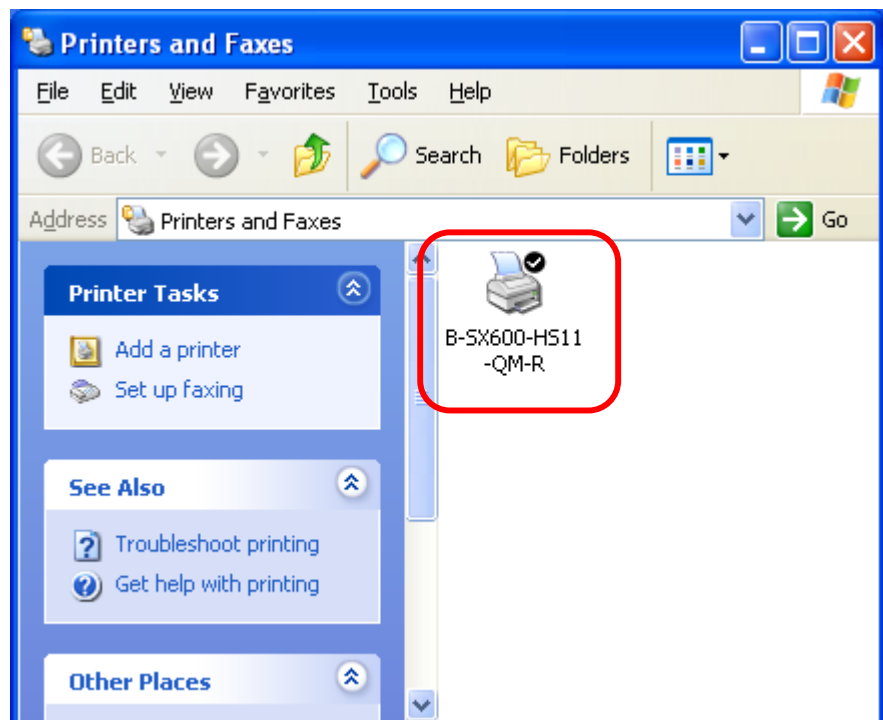 Printers and Faxes
File Edit View Favorites Tools Help
Back Search Folders
Address Printers and Faxes Go
Printer Tasks
Add a printer
Set up faxing
See Also
Troubleshoot printing
Get help with printing
Other Places
B-SX600-HS11
-QM-R